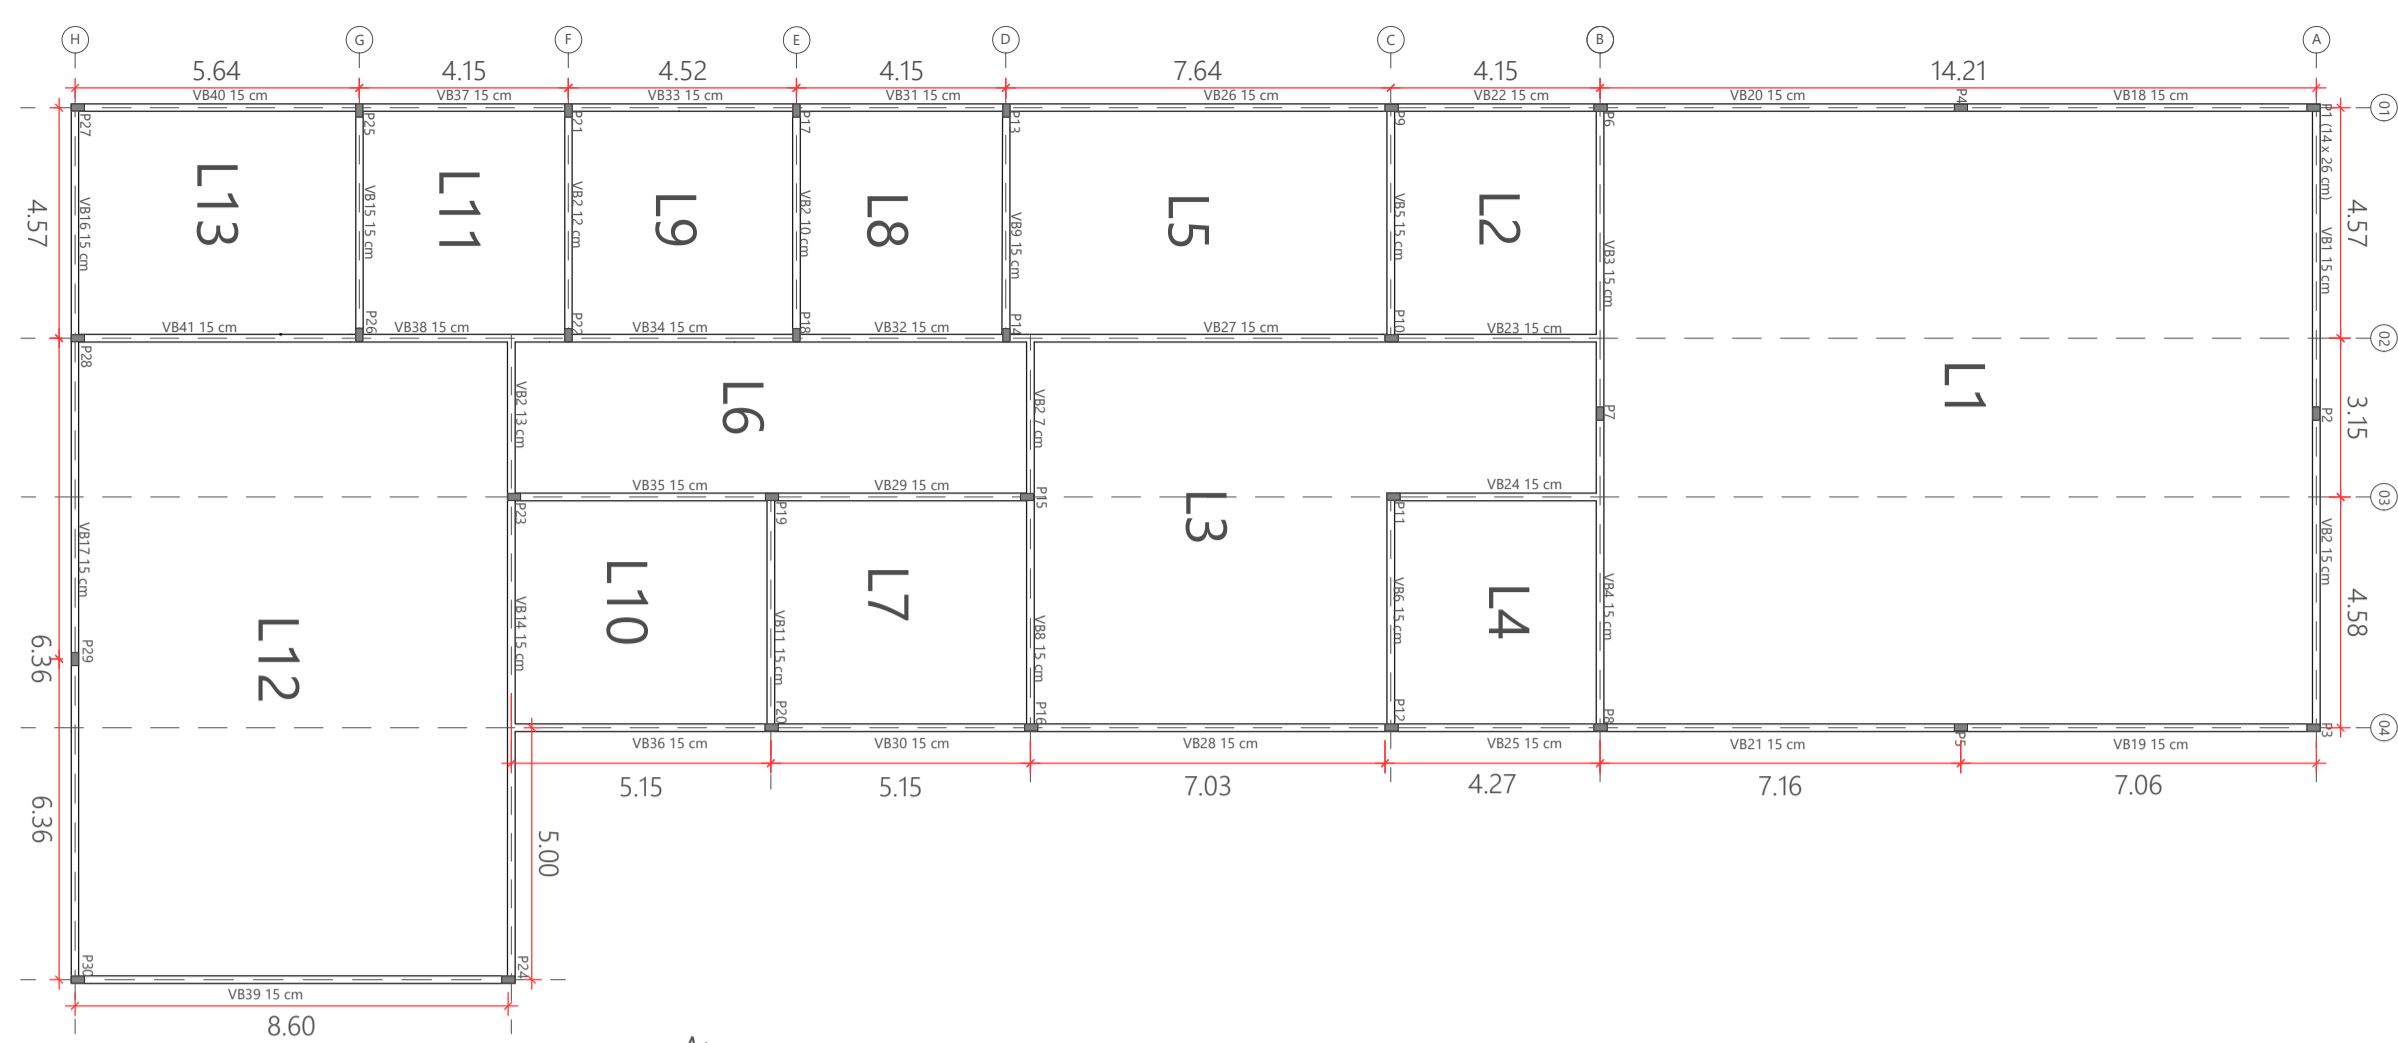 H
G
F
E
D
C
B
A
5.64
4.15
4.52
4.15
7.64
4.15
14.21
VB40 15 cm
VB37 15 cm
VB33 15 cm
VB31 15 cm
VB26 15 cm
VB22 15 cm
VB20 15 cm
P4
VB18 15 cm
01
P27
P25
P21
P17
P13
P9
P6
P1 (14 x 26 cm)
4.57
VB16 15 cm
L13
VB15 15 cm
L11
VB2 12 cm
L9
VB2 10 cm
L8
VB9 15 cm
L5
VB5 15 cm
L2
VB3 15 cm
VB1 15 cm
4.57
VB41 15 cm
P26
VB38 15 cm
P22
VB34 15 cm
P18
VB32 15 cm
P14
VB27 15 cm
P10
VB23 15 cm
02
P28
VB2 13 cm
L6
VB2 7 cm
P7
L1
P2
3.15
VB35 15 cm
VB29 15 cm
VB24 15 cm
03
P23
P19
P15
L3
P11
VB17 15 cm
L10
VB14 15 cm
VB11 15 cm
L7
VB8 15 cm
VB6 15 cm
L4
VB4 15 cm
VB2 15 cm
4.58
6.36
P29
L12
P20
P16
P12
P8
P5
P3
04
VB36 15 cm
VB30 15 cm
VB28 15 cm
VB25 15 cm
VB21 15 cm
VB19 15 cm
5.15
5.15
7.03
4.27
7.16
7.06
6.36
5.00
P30
P24
VB39 15 cm
8.60